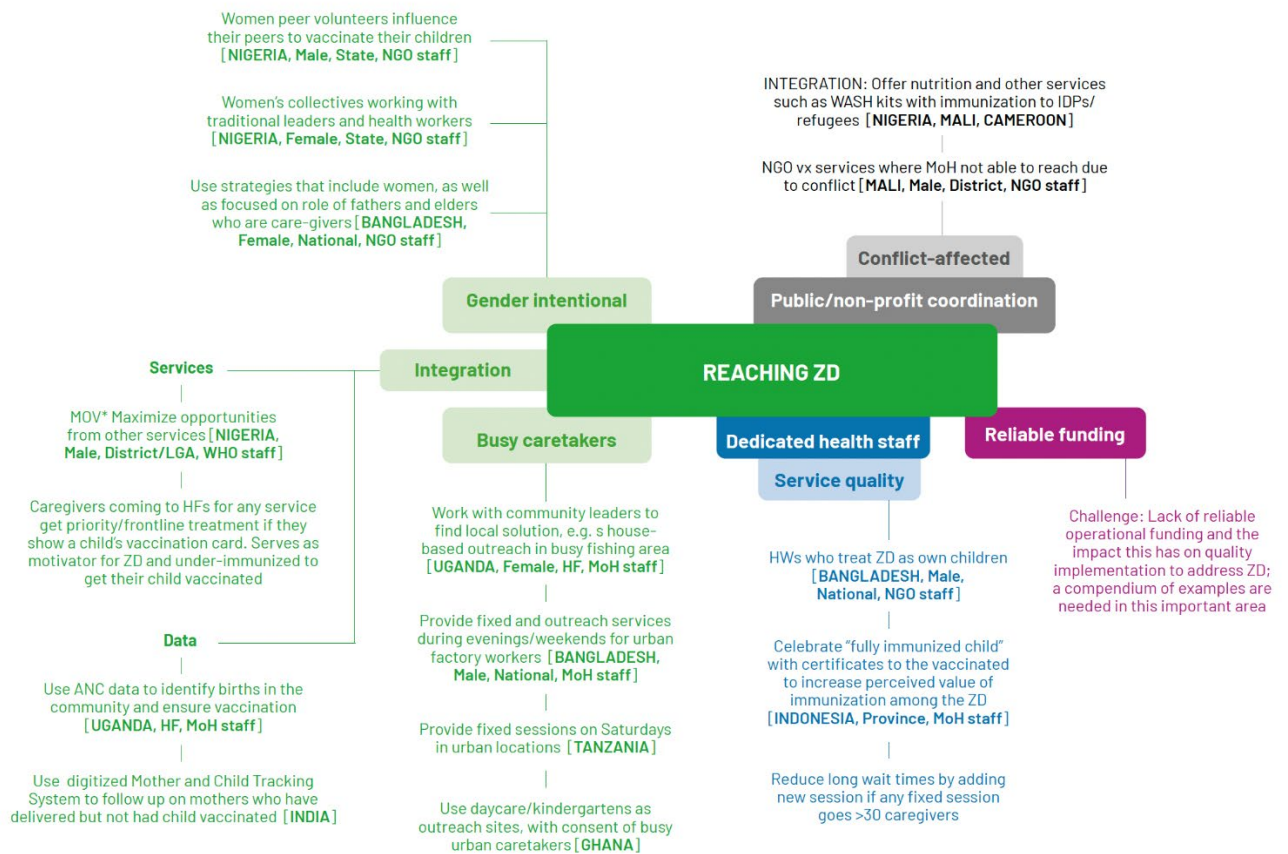 Women peer volunteers influence
their peers to vaccinate their children
[NIGERIA, Male, State, NGO staff]
Women's collectives working with
traditional leaders and health workers
[NIGERIA, Female, State, NGO staff]
Use strategies that include women, as well
as focused on role of fathers and elders
who are care-givers [BANGLADESH,
Female, National, NGO staff]
Gender intentional
INTEGRATION: Offer nutrition and other services
such as WASH kits with immunization to IDPs/
refugees [NIGERIA, MALI, CAMEROON]
NGO vx services where MoH not able to reach due
to conflict [MALI, Male, District, NGO staff]
Conflict-affected
Public/non-profit coordination
REACHING ZD
Integration
Services
MOV* Maximize opportunities
from other services [NIGERIA,
Male, District/LGA, WHO staff]
Caregivers coming to HFs for any service
get priority/frontline treatment if they
show a child's vaccination card. Serves as
motivator for ZD and under-immunized to
get their child vaccinated
Data
Use ANC data to identify births in the
community and ensure vaccination
[UGANDA, HF, MoH staff]
Use digitized Mother and Child Tracking
System to follow up on mothers who have
delivered but not had child vaccinated [INDIA]
Busy caretakers
Work with community leaders to
find local solution, e.g. s house-
based outreach in busy fishing area
[UGANDA, Female, HF, MoH staff]
Provide fixed and outreach services
during evenings/weekends for urban
factory workers [BANGLADESH,
Male, National, MoH staff]
Provide fixed sessions on Saturdays
in urban locations [TANZANIA]
Use daycare/kindergartens as
outreach sites, with consent of busy
urban caretakers [GHANA]
Dedicated health staff
Service quality
HWs who treat ZD as own children
[BANGLADESH, Male,
National, NGO staff]
Celebrate "fully immunized child"
with certificates to the vaccinated
to increase perceived value of
immunization among the ZD
[INDONESIA, Province, MoH staff]
Reduce long wait times by adding
new session if any fixed session
goes >30 caregivers
Reliable funding
Challenge: Lack of reliable
operational funding and the
impact this has on quality
implementation to address ZD;
a compendium of examples are
needed in this important area